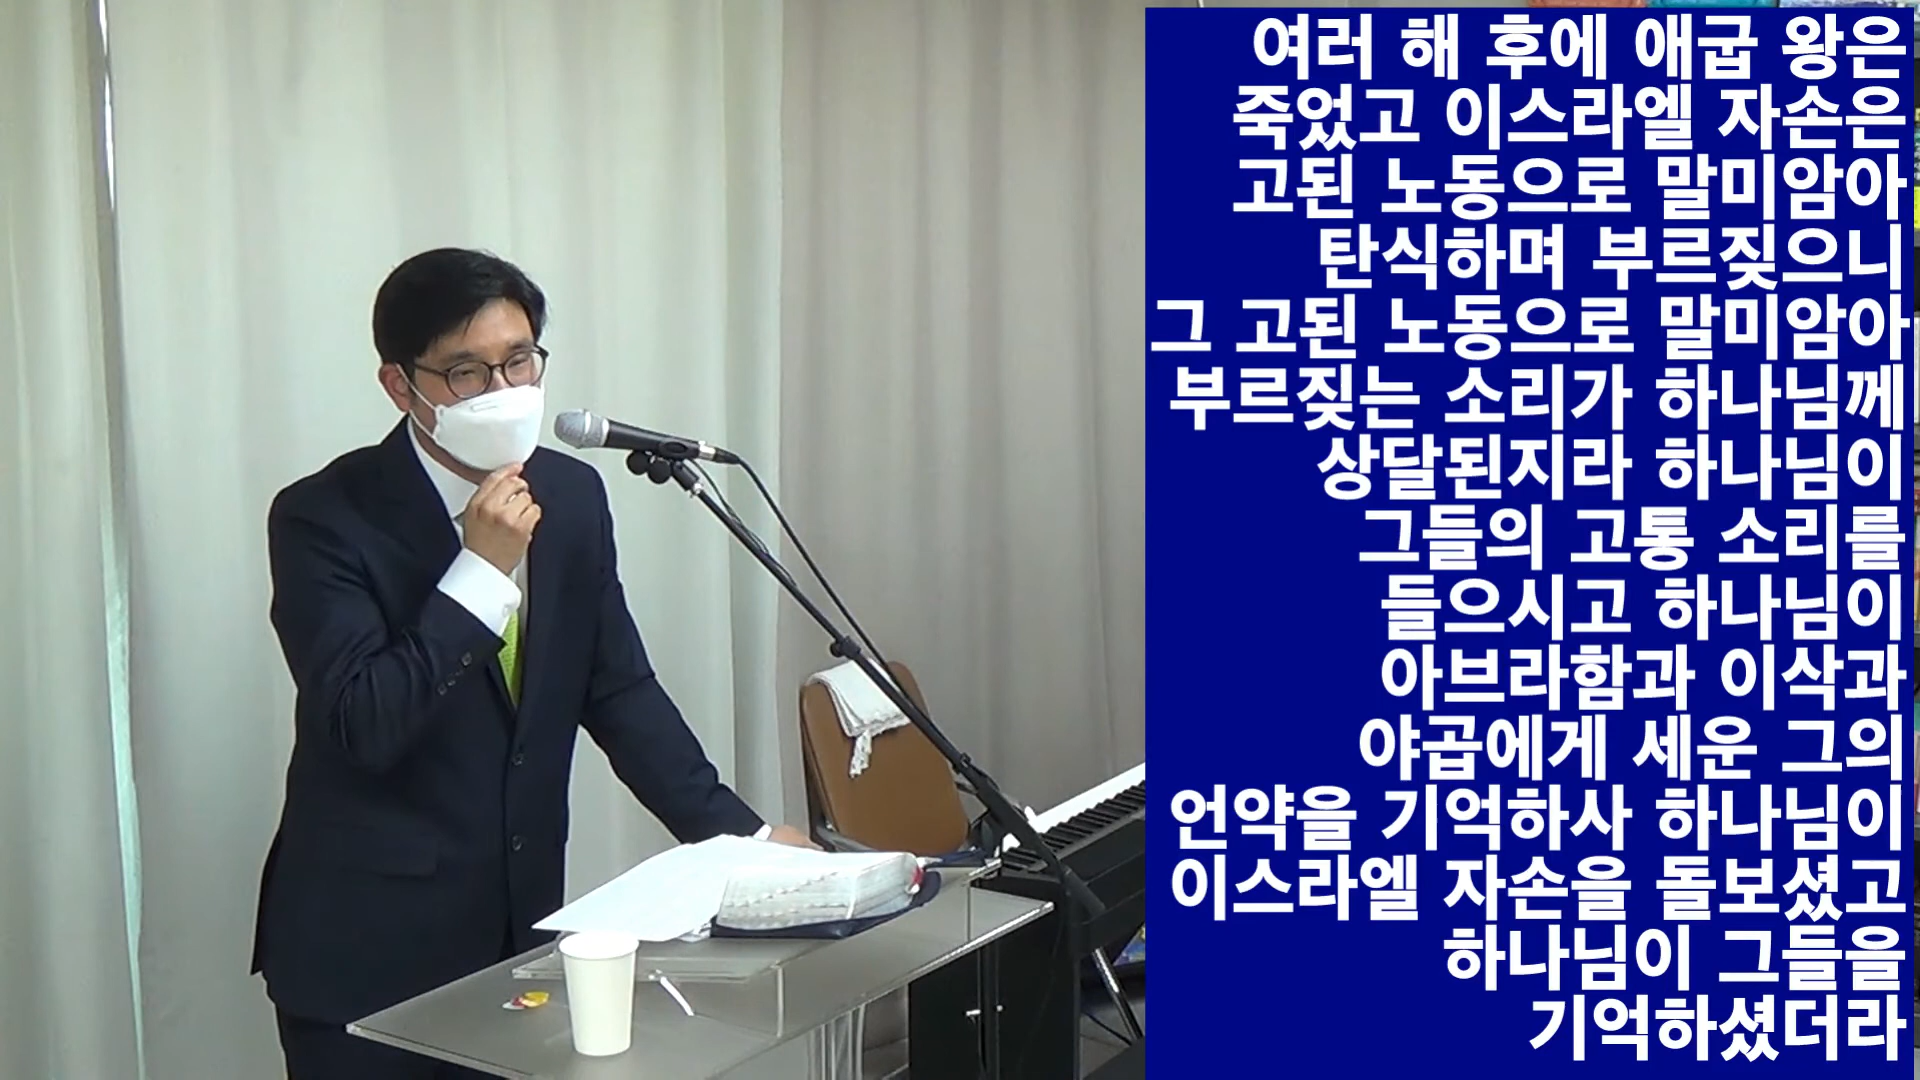 여러 해 후에 애굽 왕은
죽었고 이스라엘 자손은
고된 노동으로 말미암아
탄식하며 부르짖으니
그 고된 노동으로 말미암아
부르짖는 소리가 하나님께
상달된지라 하나님이
그들의 고통 소리를
들으시고 하나님이
아브라함과 이삭과
야곱에게 세운 그의
언약을 기억하사 하나님이
이스라엘 자손을 돌보셨고
하나님이 그들을
기억하셨더라